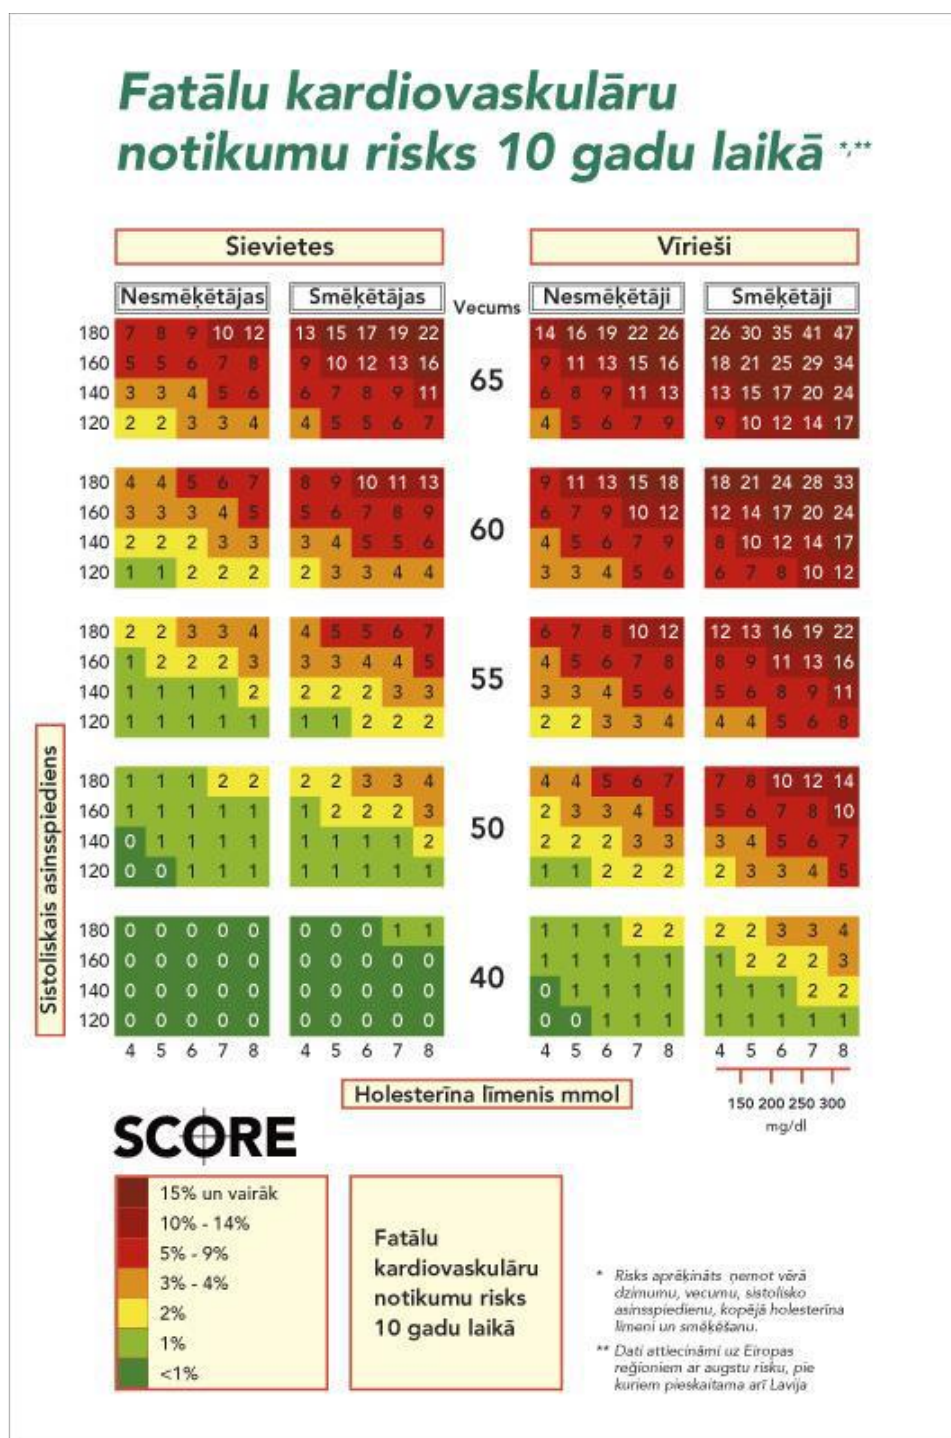 Fatālu kardiovaskulāru
notikumu risks 10 gadu laikā *,**
Sievietes Vīrieši
Nesmēķētājas Smēķētājas Vecums Nesmēķētāji Smēķētāji
180 7 8 9 10 12 13 15 17 19 22 14 16 19 22 26 26 30 35 41 47
160 5 5 6 7 8 9 10 12 13 16 9 11 13 15 16 18 21 25 29 34
65
140 3 3 4 5 6 6 7 8 9 11 6 8 9 11 13 13 15 17 20 24
120 2 2 3 3 4 4 5 5 6 7 4 5 6 7 9 9 10 12 14 17
180 4 4 5 6 7 8 9 10 11 13 9 11 13 15 18 18 21 24 28 33
160 3 3 3 4 5 5 6 7 8 9 6 7 9 10 12 12 14 17 20 24
60
140 2 2 2 3 3 3 4 5 5 6 4 5 6 7 9 8 10 12 14 17
120 1 1 2 2 2 2 3 3 4 4 3 3 4 5 6 6 7 8 10 12
180 2 2 3 3 4 4 5 5 6 7 6 7 8 10 12 12 13 16 19 22
160 1 2 2 2 3 3 3 4 4 5 4 5 6 7 8 8 9 11 13 16
55
140 1 1 1 1 2 2 2 2 3 3 3 3 4 5 6 5 6 8 9 11
120 1 1 1 1 1 1 1 2 2 2 2 2 3 3 4 4 4 5 6 8
180 1 1 1 2 2 2 2 3 3 4 4 4 5 6 7 7 8 10 12 14
160 1 1 1 1 1 1 2 2 2 3 2 3 3 4 5 5 6 7 8 10
50
140 0 1 1 1 1 1 1 1 1 2 2 2 2 3 3 3 4 5 6 7
120 0 0 1 1 1 1 1 1 1 1 1 1 2 2 2 2 3 3 4 5
180 0 0 0 0 0 0 0 0 1 1 1 1 1 2 2 2 2 3 3 4
160 0 0 0 0 0 0 0 0 0 0 1 1 1 1 1 1 2 2 2 3
40
140 0 0 0 0 0 0 0 0 0 0 0 1 1 1 1 1 1 1 2 2
120 0 0 0 0 0 0 0 0 0 0 0 0 1 1 1 1 1 1 1 1
4 5 6 7 8 4 5 6 7 8 4 5 6 7 8 4 5 6 7 8
Sistoliskais asinsspiediens
Holesterīna līmenis mmol
150 200 250 300
mg/dl
SCORE
15% un vairāk
10% - 14%
5% - 9%
3% - 4%
2%
1%
<1%
Fatālu
kardiovaskulāru
notikumu risks
10 gadu laikā
* Risks aprēķināts ņemot vērā
dzimumu, vecumu, sistolisko
asinsspiedienu, kopējā holesterīna
līmeni un smēķēšanu.
** Dati attiecināmi uz Eiropas
reģioniem ar augstu risku, pie
kuriem pieskaitama arī Lavija